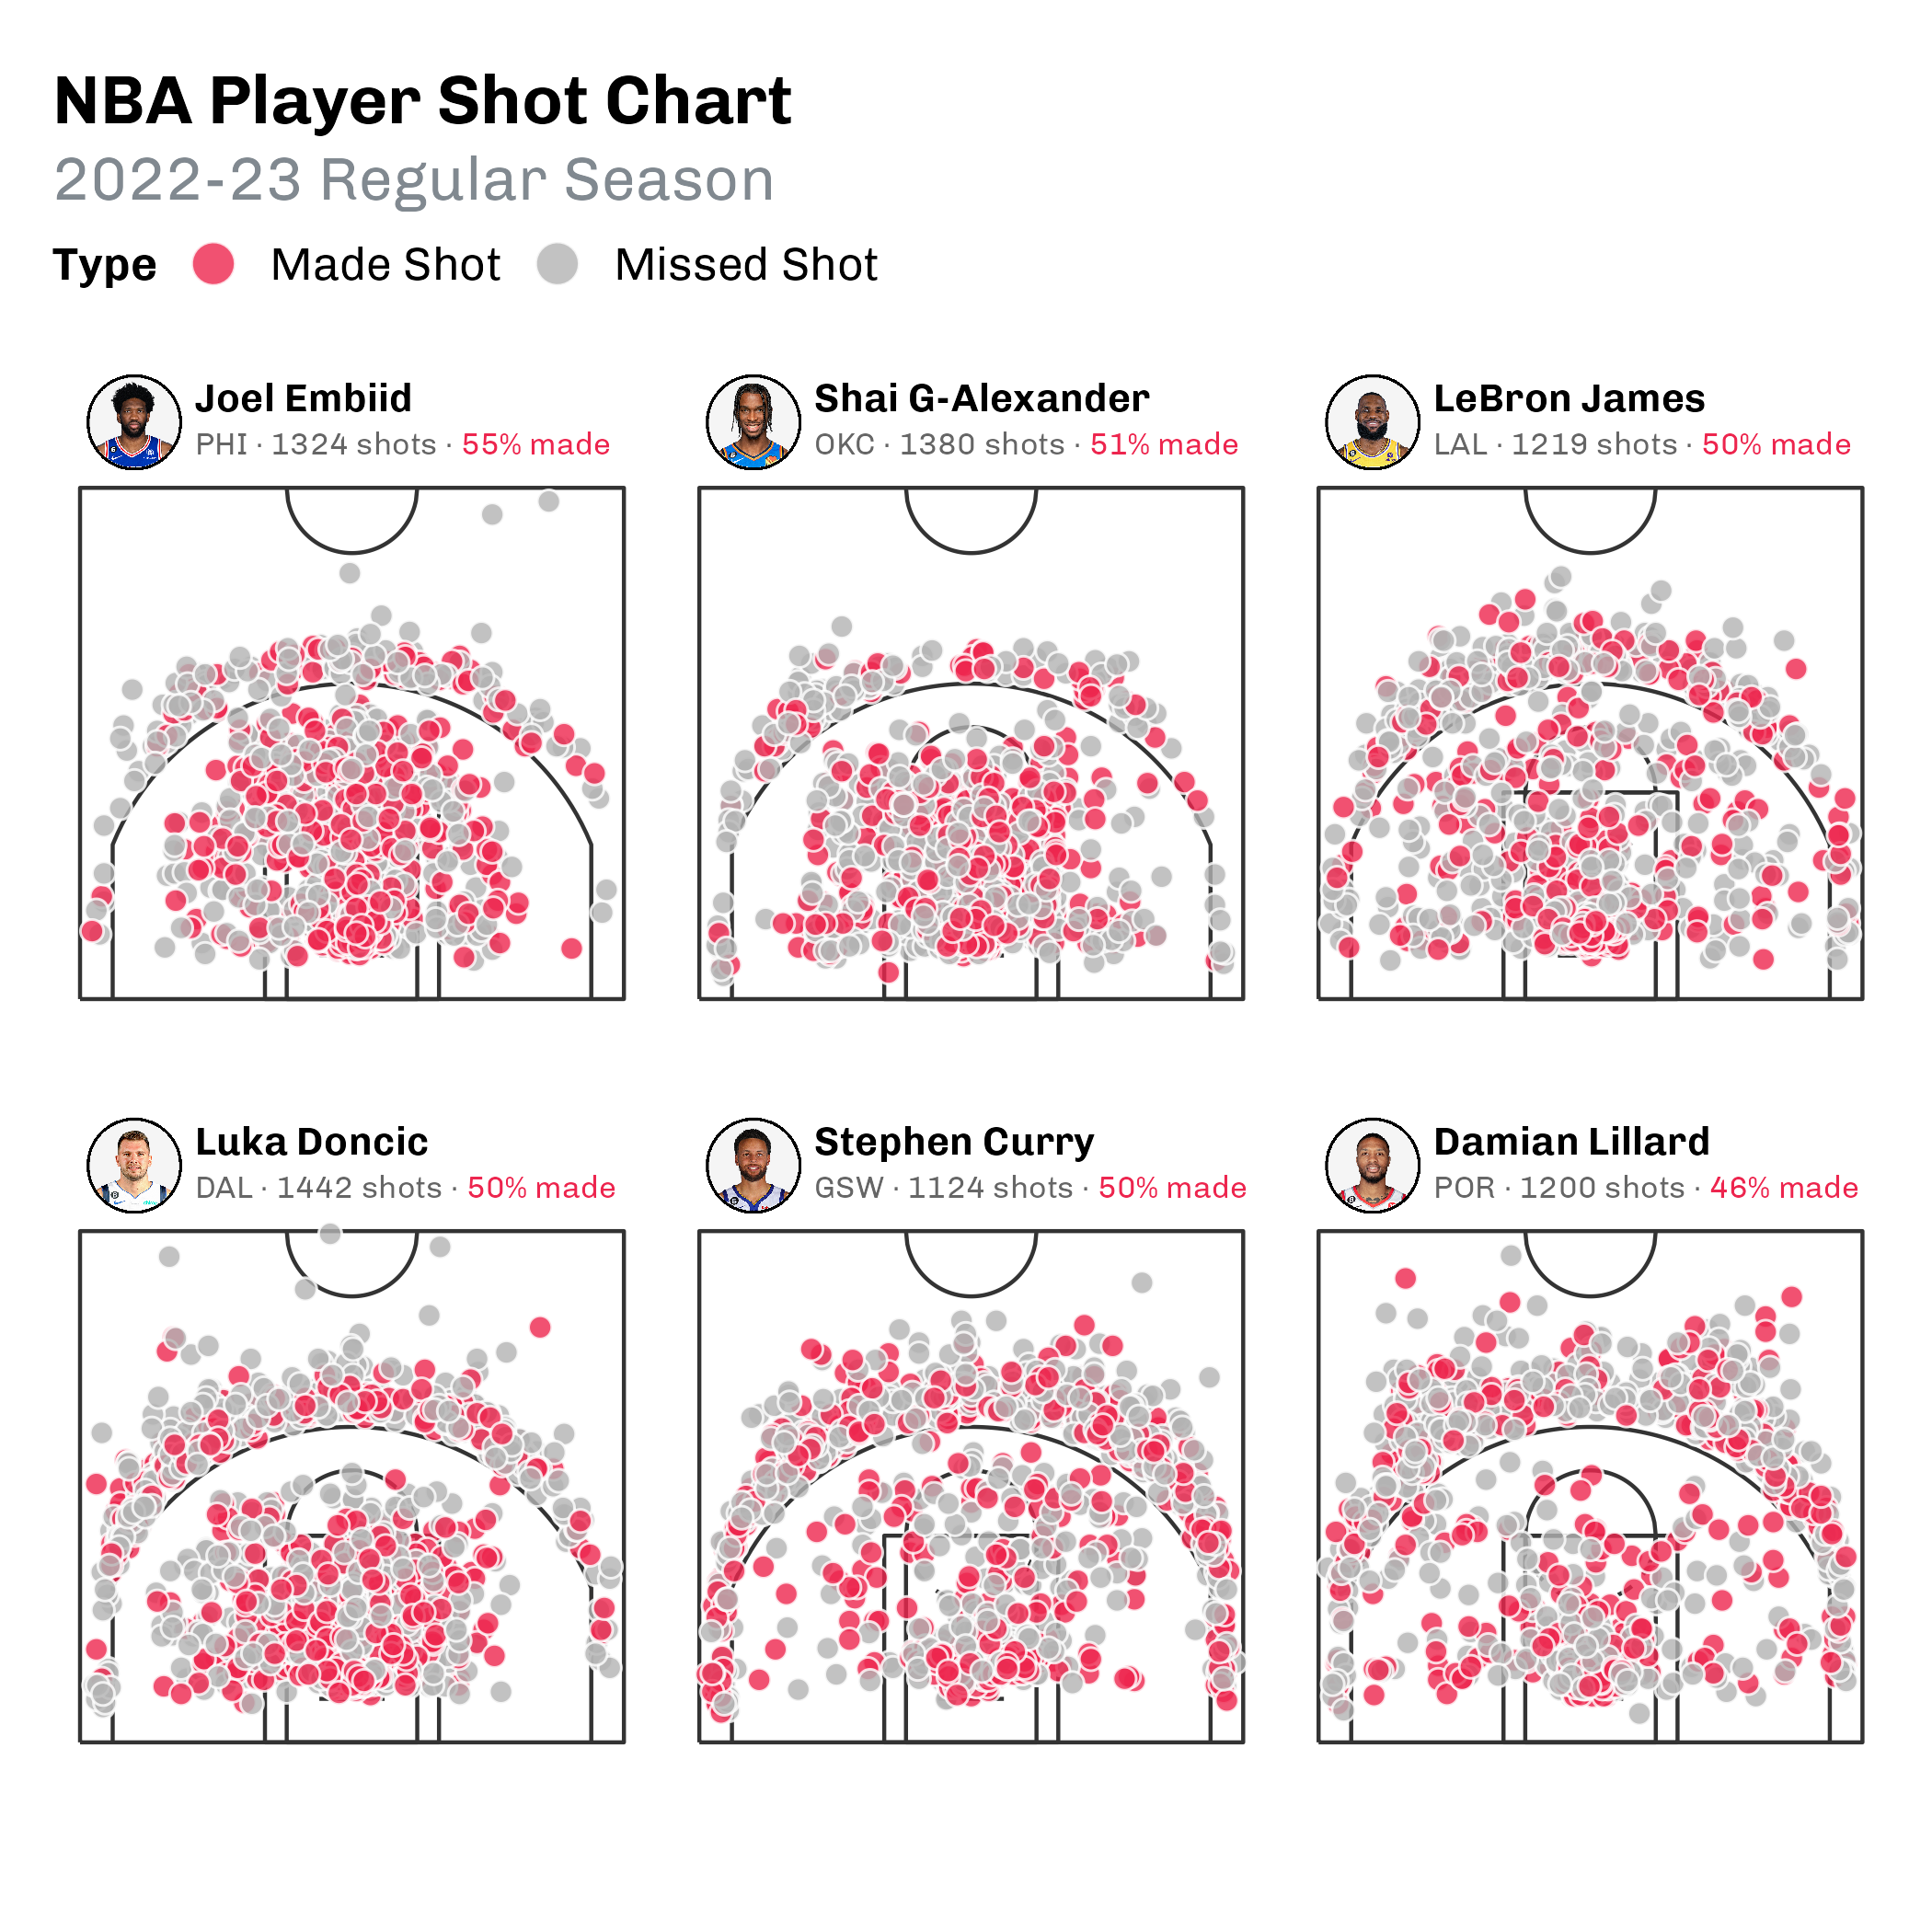 NBA Player Shot Chart
2022-23 Regular Season
Type Made Shot Missed Shot
Joel Embiid
PHI · 1324 shots · 55% made
Shai G-Alexander
OKC · 1380 shots · 51% made
LeBron James
LAL · 1219 shots · 50% made
Luka Doncic
DAL · 1442 shots · 50% made
Stephen Curry
GSW · 1124 shots · 50% made
Damian Lillard
POR · 1200 shots · 46% made